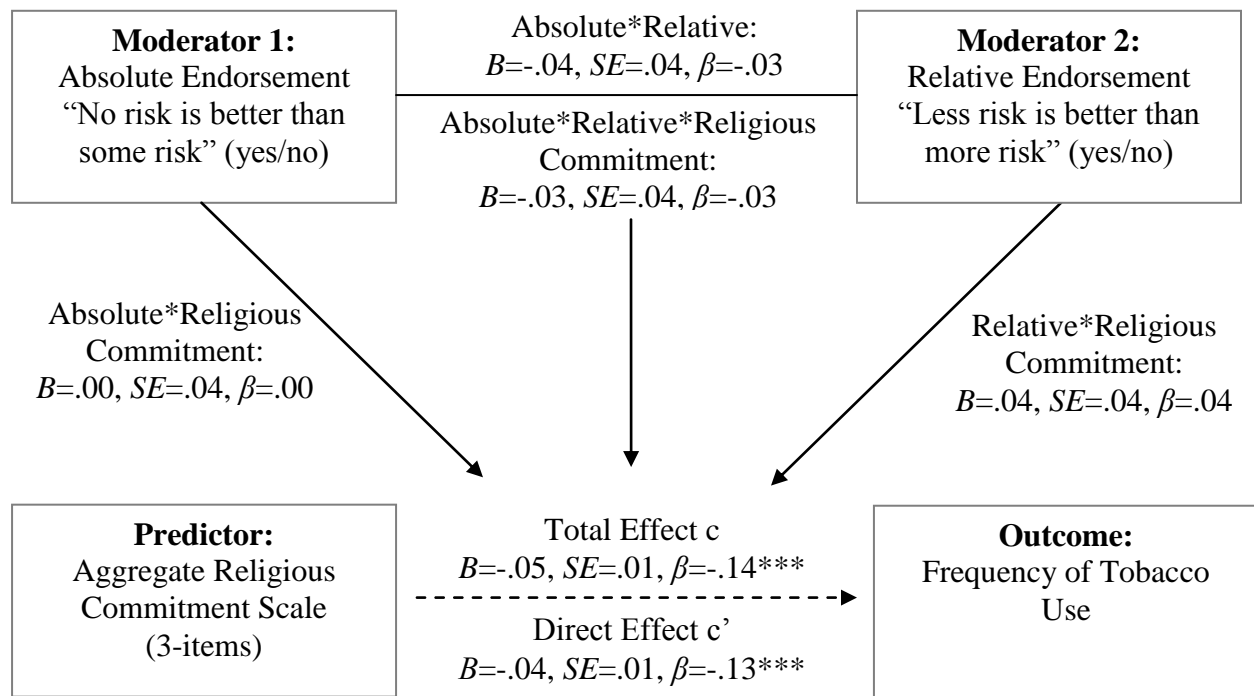 Moderator 1:
Absolute Endorsement
“No risk is better than
some risk” (yes/no)
Absolute*Relative:
B=-.04, SE=.04, β=-.03
Absolute*Relative*Religious
Commitment:
B=-.03, SE=.04, β=-.03
Moderator 2:
Relative Endorsement
“Less risk is better than
more risk” (yes/no)
Absolute*Religious
Commitment:
B=.00, SE=.04, β=.00
Relative*Religious
Commitment:
B=.04, SE=.04, β=.04
Predictor:
Aggregate Religious
Commitment Scale
(3-items)
Total Effect c
B=-.05, SE=.01, β=-.14***
Direct Effect c’
B=-.04, SE=.01, β=-.13***
Outcome:
Frequency of Tobacco
Use